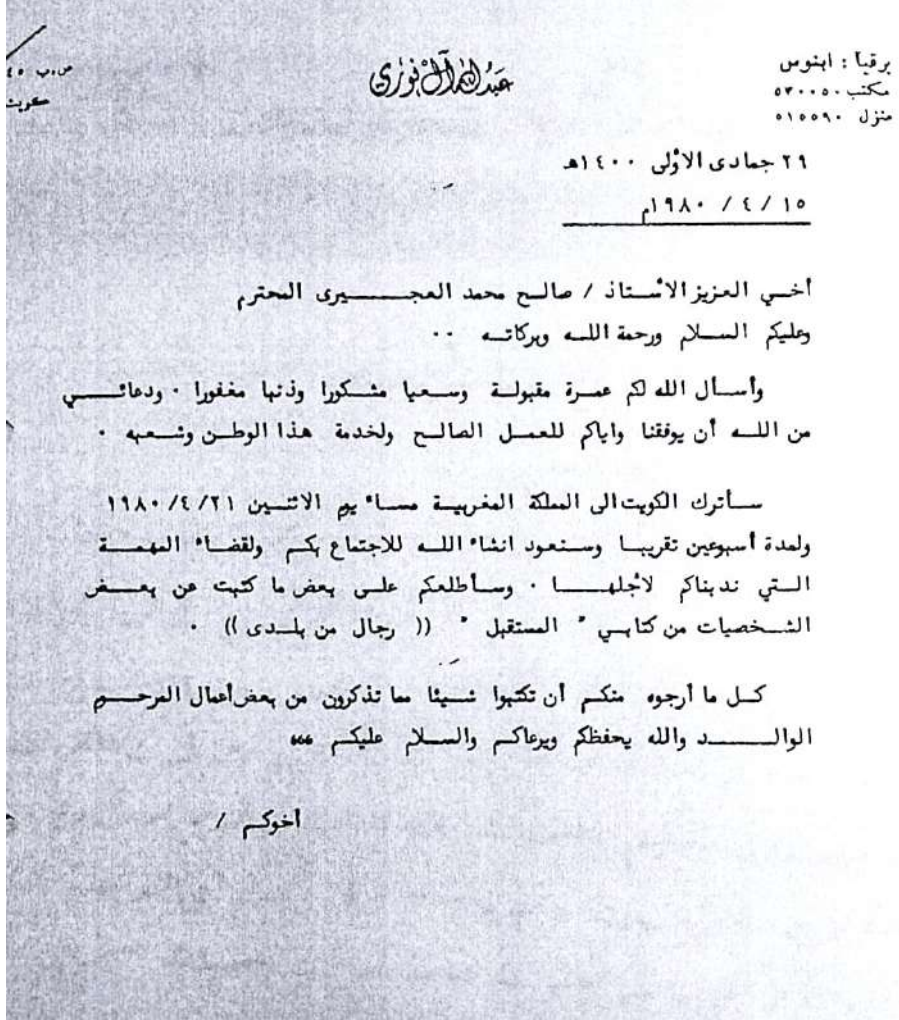 برقياً : ابنوس
مكتب ٥٣٠٠٥٠
منزل ٥١٥٥٩٠
عبدالله آل نوري
ص.ب
كويت
٢٩ جمادى الاؤلى ١٤٠٠هـ
١٥ / ٤ / ١٩٨٠م
أخي العزيز الاستاذ / صالح محمد العجيرى المحترم
وعليكم السلام ورحمة الله وبركاته ..
وأسأل الله لكم عمرة مقبولة وسعيا مشكورا وذنبا مغفورا . ودعائي
من الله أن يوفقنا واياكم للعمل الصالح ولخدمة هذا الوطن وشعبه .
سأترك الكويت الى المملكة المغربية مساء يوم الاثنين ١٩٨٠/٤/٢١
ولمدة أسبوعين تقريبا وسنعود انشاء الله للاجتماع بكم ولقضاء المهمة
التي ندبناكم لاجلها . وسأطلعكم على بعض ما كتبت عن بعض
الشخصيات من كتابي " المستقبل " (( رجال من بلدى )) .
كل ما أرجوه منكم أن تكتبوا شيئا مما تذكرون من بعض أعمال المرحوم
الوالد والله يحفظكم ويرعاكم والسلام عليكم ،،،
أخوكم /